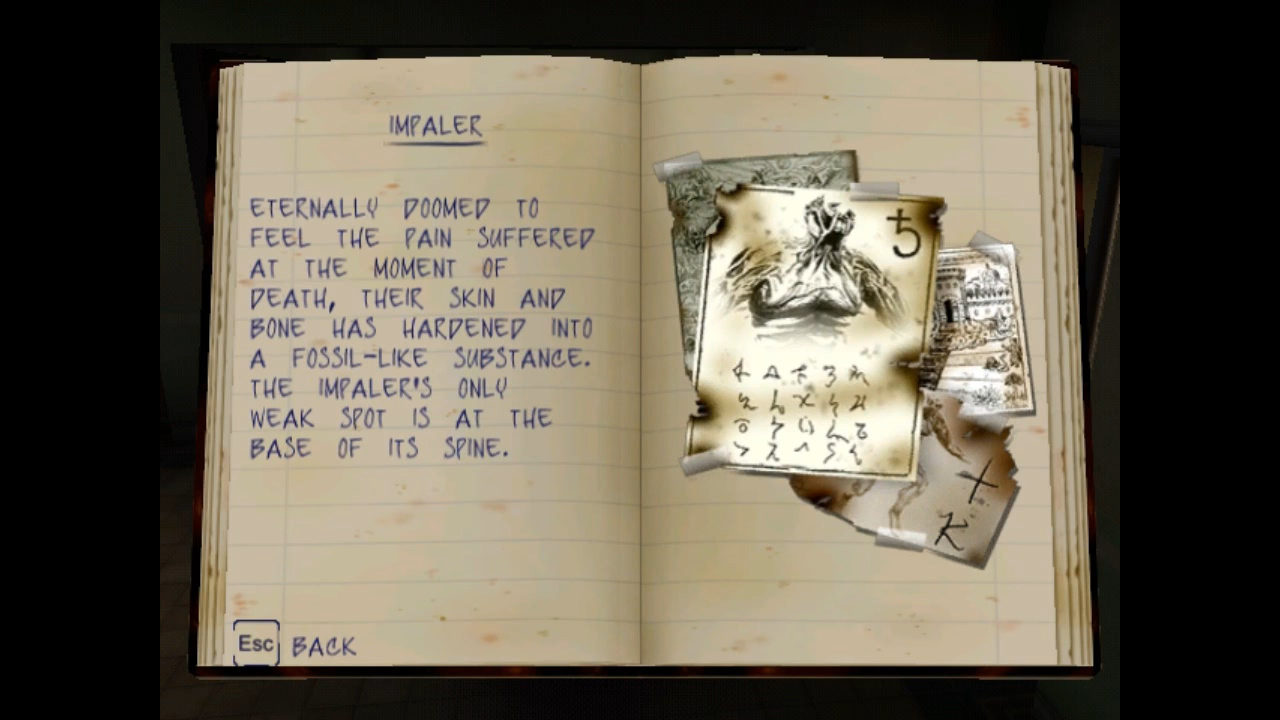 IMPALER
ETERNALLY DOOMED TO
FEEL THE PAIN SUFFERED
AT THE MOMENT OF
DEATH, THEIR SKIN AND
BONE HAS HARDENED INTO
A FOSSIL-LIKE SUBSTANCE.
THE IMPALER'S ONLY
WEAK SPOT IS AT THE
BASE OF ITS SPINE.
Esc BACK